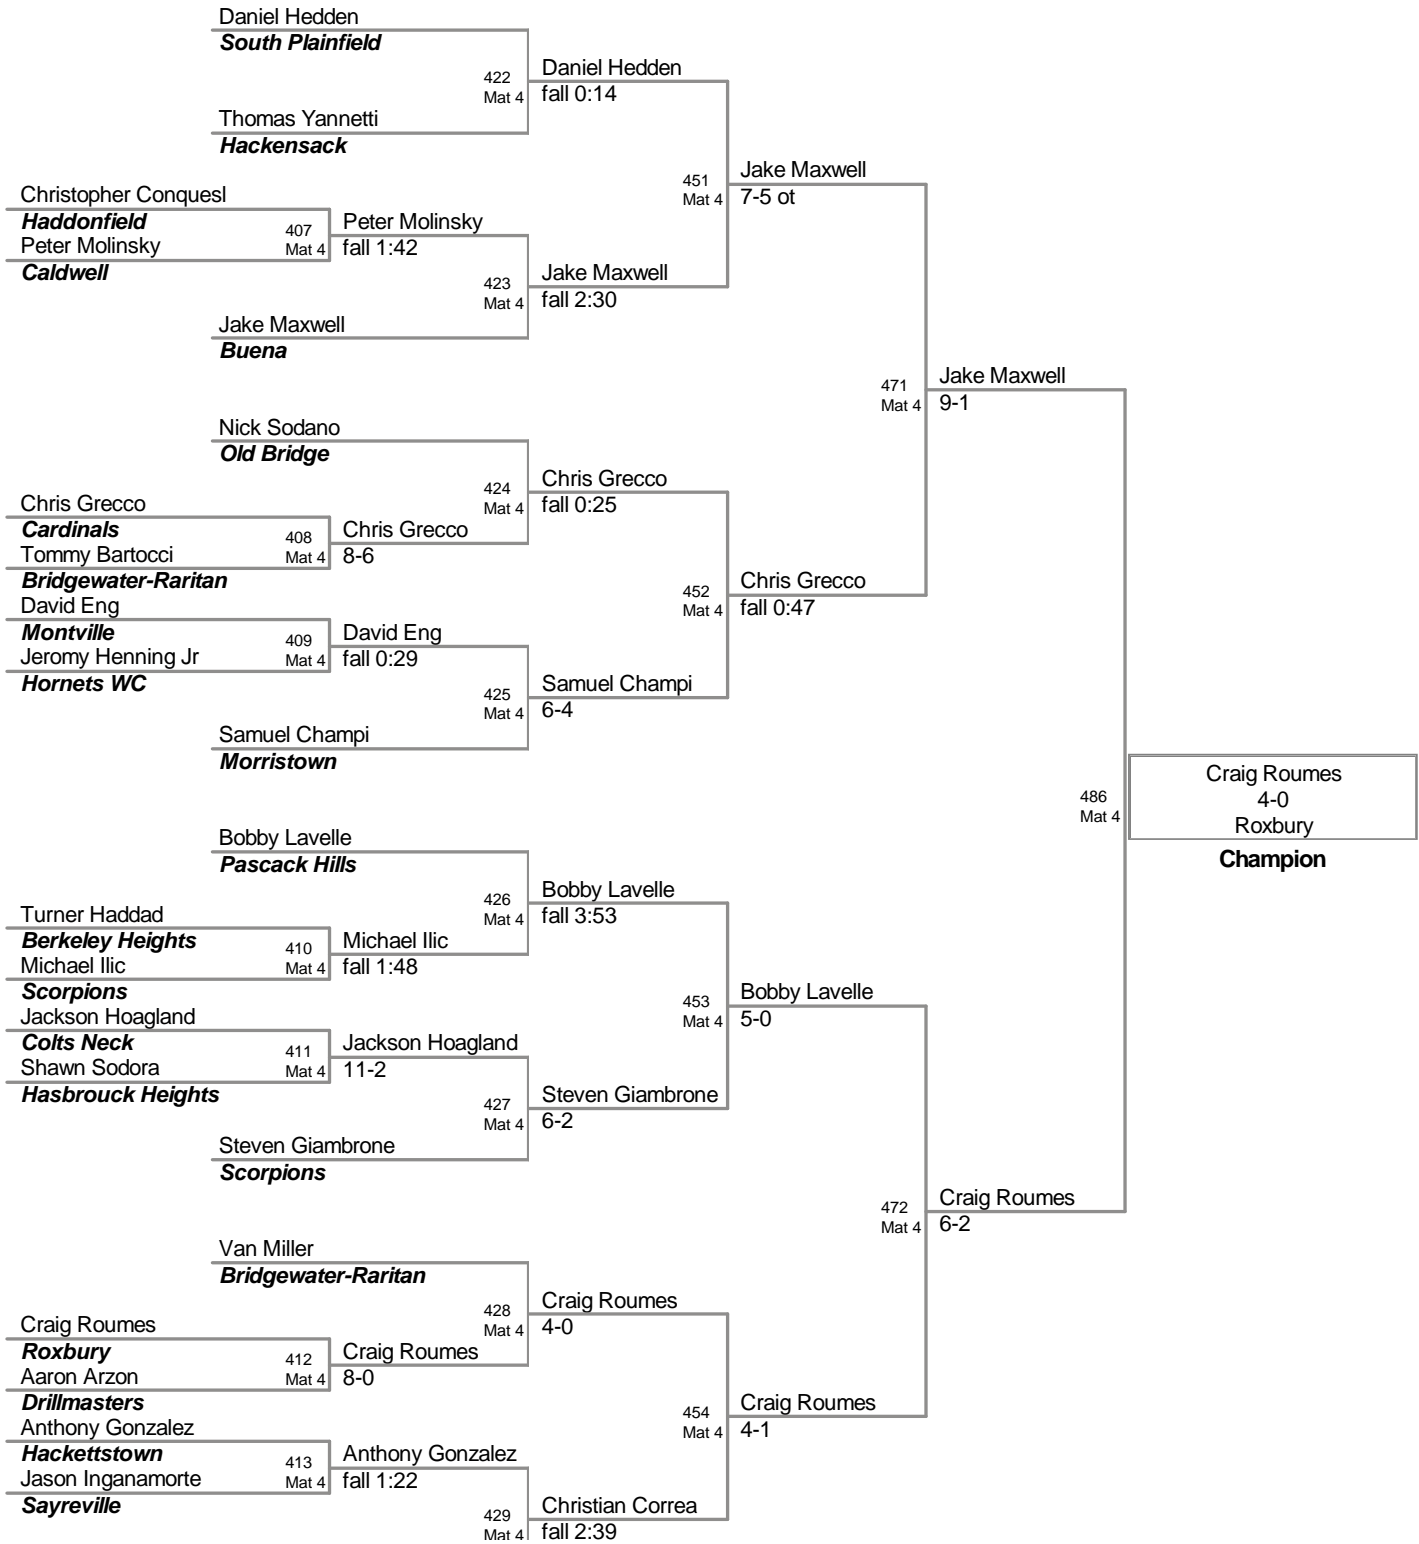 Daniel Hedden
South Plainfield
422
Mat 4
Daniel Hedden
fall 0:14
Thomas Yannetti
Hackensack
451
Mat 4
Jake Maxwell
7-5 ot
Christopher Conquesl
Haddonfield
407
Mat 4
Peter Molinsky
fall 1:42
Peter Molinsky
Caldwell
423
Mat 4
Jake Maxwell
fall 2:30
Jake Maxwell
Buena
471
Mat 4
Jake Maxwell
9-1
Nick Sodano
Old Bridge
424
Mat 4
Chris Grecco
fall 0:25
Chris Grecco
Cardinals
408
Mat 4
Chris Grecco
8-6
Tommy Bartocci
Bridgewater-Raritan
452
Mat 4
Chris Grecco
fall 0:47
David Eng
Montville
409
Mat 4
David Eng
fall 0:29
Jeromy Henning Jr
Hornets WC
425
Mat 4
Samuel Champi
6-4
Samuel Champi
Morristown
486
Mat 4
Craig Roumes
4-0
Roxbury
Champion
Bobby Lavelle
Pascack Hills
426
Mat 4
Bobby Lavelle
fall 3:53
Turner Haddad
Berkeley Heights
410
Mat 4
Michael Ilic
fall 1:48
Michael Ilic
Scorpions
453
Mat 4
Bobby Lavelle
5-0
Jackson Hoagland
Colts Neck
411
Mat 4
Jackson Hoagland
11-2
Shawn Sodora
Hasbrouck Heights
427
Mat 4
Steven Giambrone
6-2
Steven Giambrone
Scorpions
472
Mat 4
Craig Roumes
6-2
Van Miller
Bridgewater-Raritan
428
Mat 4
Craig Roumes
4-0
Craig Roumes
Roxbury
412
Mat 4
Craig Roumes
8-0
Aaron Arzon
Drillmasters
454
Mat 4
Craig Roumes
4-1
Anthony Gonzalez
Hackettstown
413
Mat 4
Anthony Gonzalez
fall 1:22
Jason Inganamorte
Sayreville
429
Mat 4
Christian Correa
fall 2:39